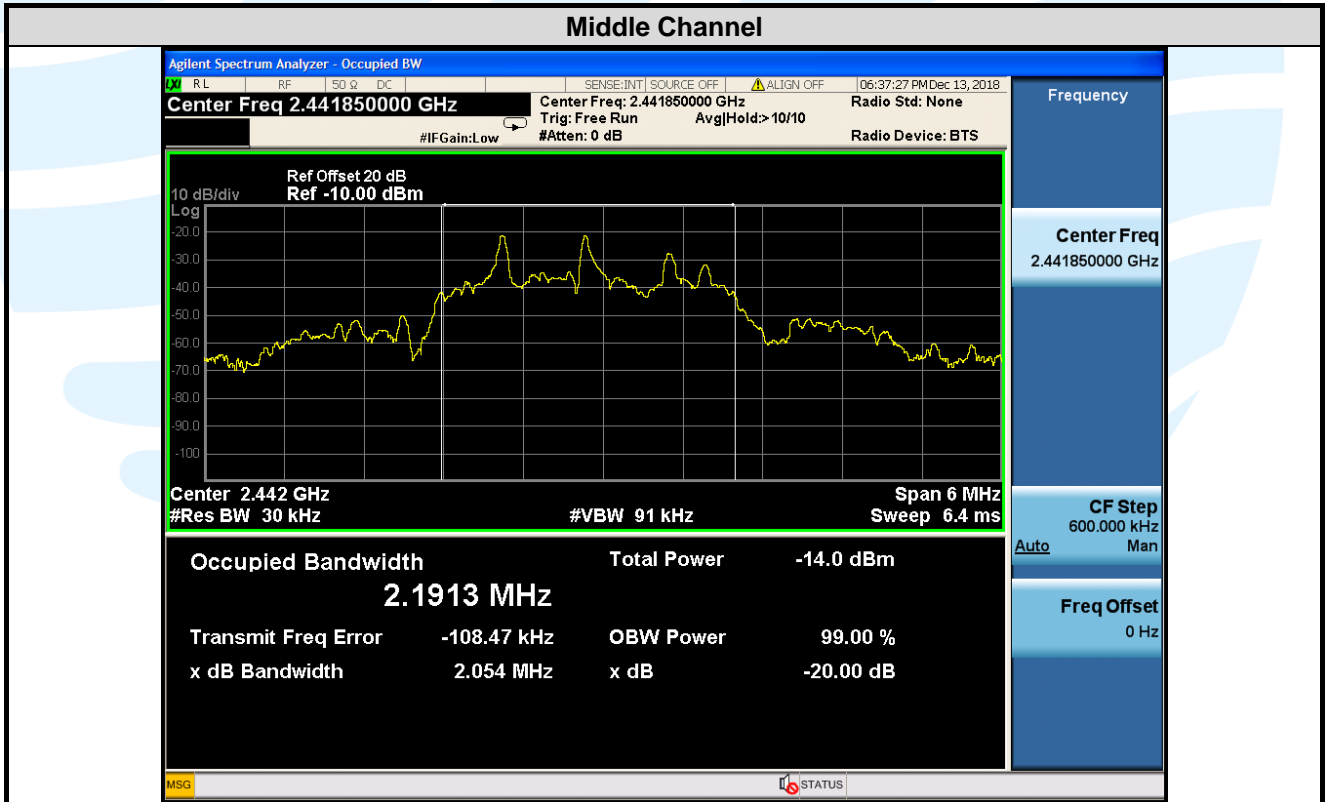 Middle Channel
Agilent Spectrum Analyzer - Occupied BW
LXI RL RF 50 Ω DC SENSE:INT SOURCE OFF ALIGN OFF 06:37:27 PM Dec 13, 2018
Center Freq 2.441850000 GHz
Center Freq: 2.441850000 GHz Radio Std: None
Trig: Free Run Avg|Hold:> 10/10
#IFGain:Low #Atten: 0 dB Radio Device: BTS
Frequency
Ref Offset 20 dB
10 dB/div Ref -10.00 dBm
Log
-20.0
-30.0
-40.0
-50.0
-60.0
-70.0
-80.0
-90.0
-100
Center 2.442 GHz Span 6 MHz
#Res BW 30 kHz #VBW 91 kHz Sweep 6.4 ms
Center Freq
2.441850000 GHz
CF Step
600.000 kHz
Auto Man
Freq Offset
0 Hz
Occupied Bandwidth Total Power -14.0 dBm
2.1913 MHz
Transmit Freq Error -108.47 kHz OBW Power 99.00 %
x dB Bandwidth 2.054 MHz x dB -20.00 dB
MSG STATUS